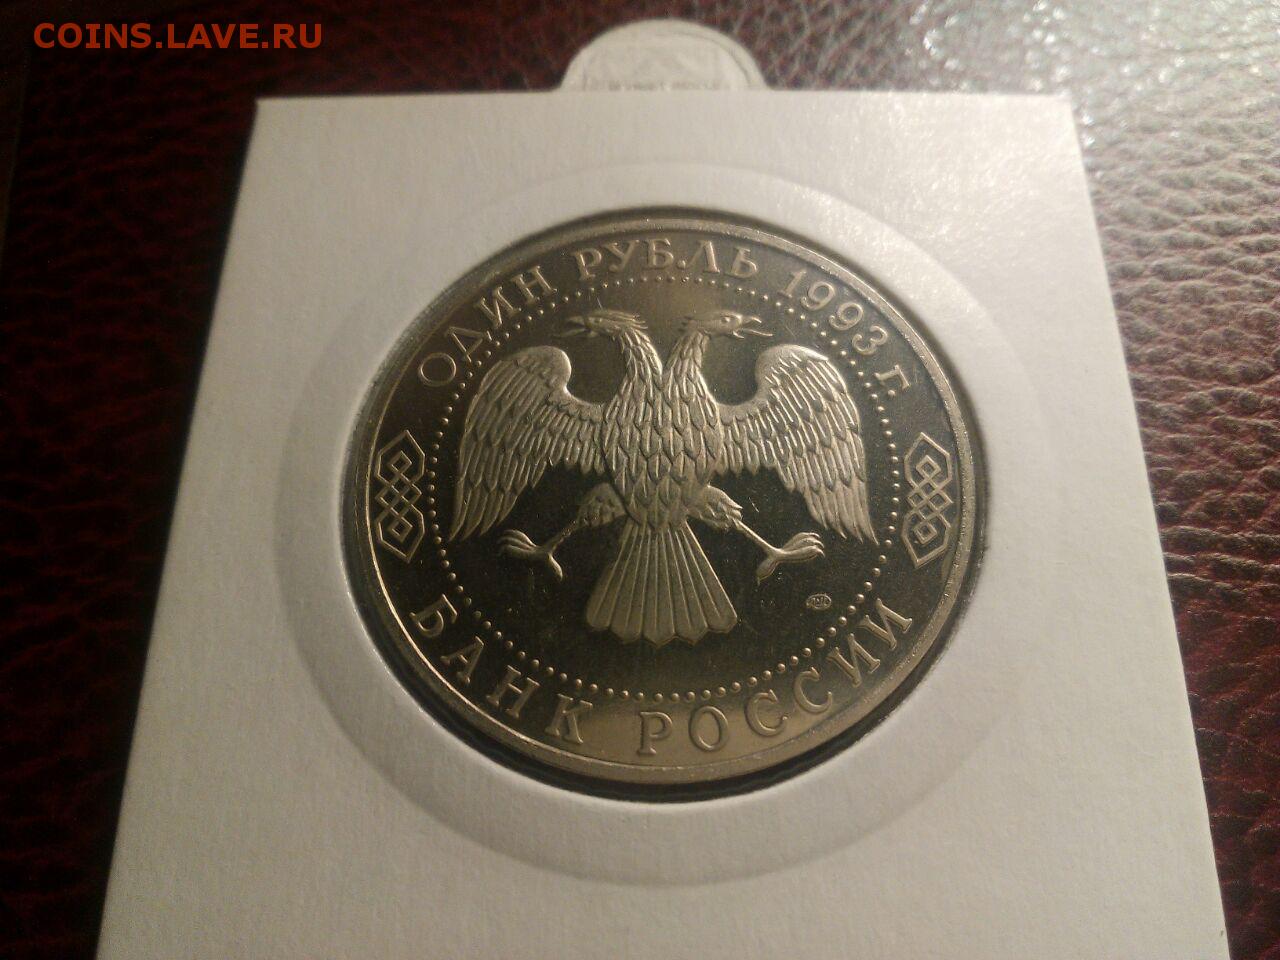 COINS.LAVE.RU
ОДИН РУБЛЬ 1993 г.
БАНК РОССИИ